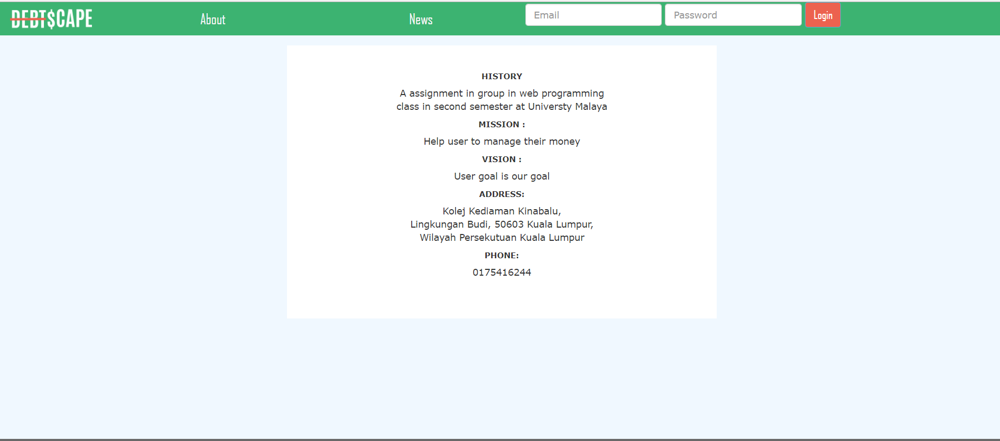 DEBT$CAPE
About
News
Email
Password
Login
HISTORY
A assignment in group in web programming
class in second semester at Universty Malaya
MISSION :
Help user to manage their money
VISION :
User goal is our goal
ADDRESS:
Kolej Kediaman Kinabalu,
Lingkungan Budi, 50603 Kuala Lumpur,
Wilayah Persekutuan Kuala Lumpur
PHONE:
0175416244